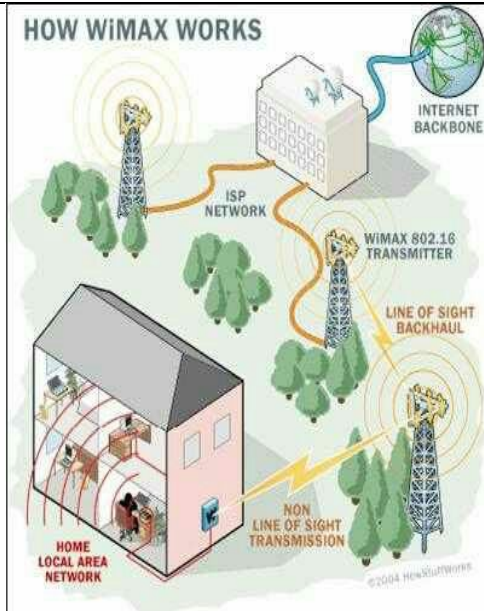 HOW WiMAX WORKS
INTERNET
BACKBONE
ISP
NETWORK
WiMAX 802.16
TRANSMITTER
LINE OF SIGHT
BACKHAUL
NON
LINE OF SIGHT
TRANSMISSION
HOME
LOCAL AREA
NETWORK
©2004 HowStuffWorks